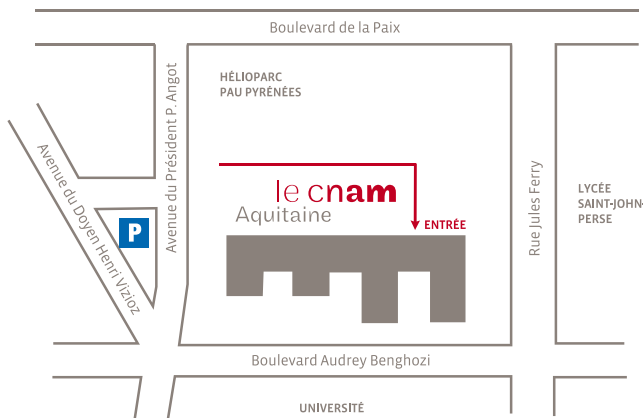 Boulevard de la Paix
HÉLIOPARC
PAU PYRÉNÉES
Avenue du Président P. Angot
Avenue du Doyen Henri Vizioz
P
le cnam
Aquitaine
ENTRÉE
Rue Jules Ferry
LYCÉE
SAINT-JOHN-
PERSE
Boulevard Audrey Benghozi
UNIVERSITÉ